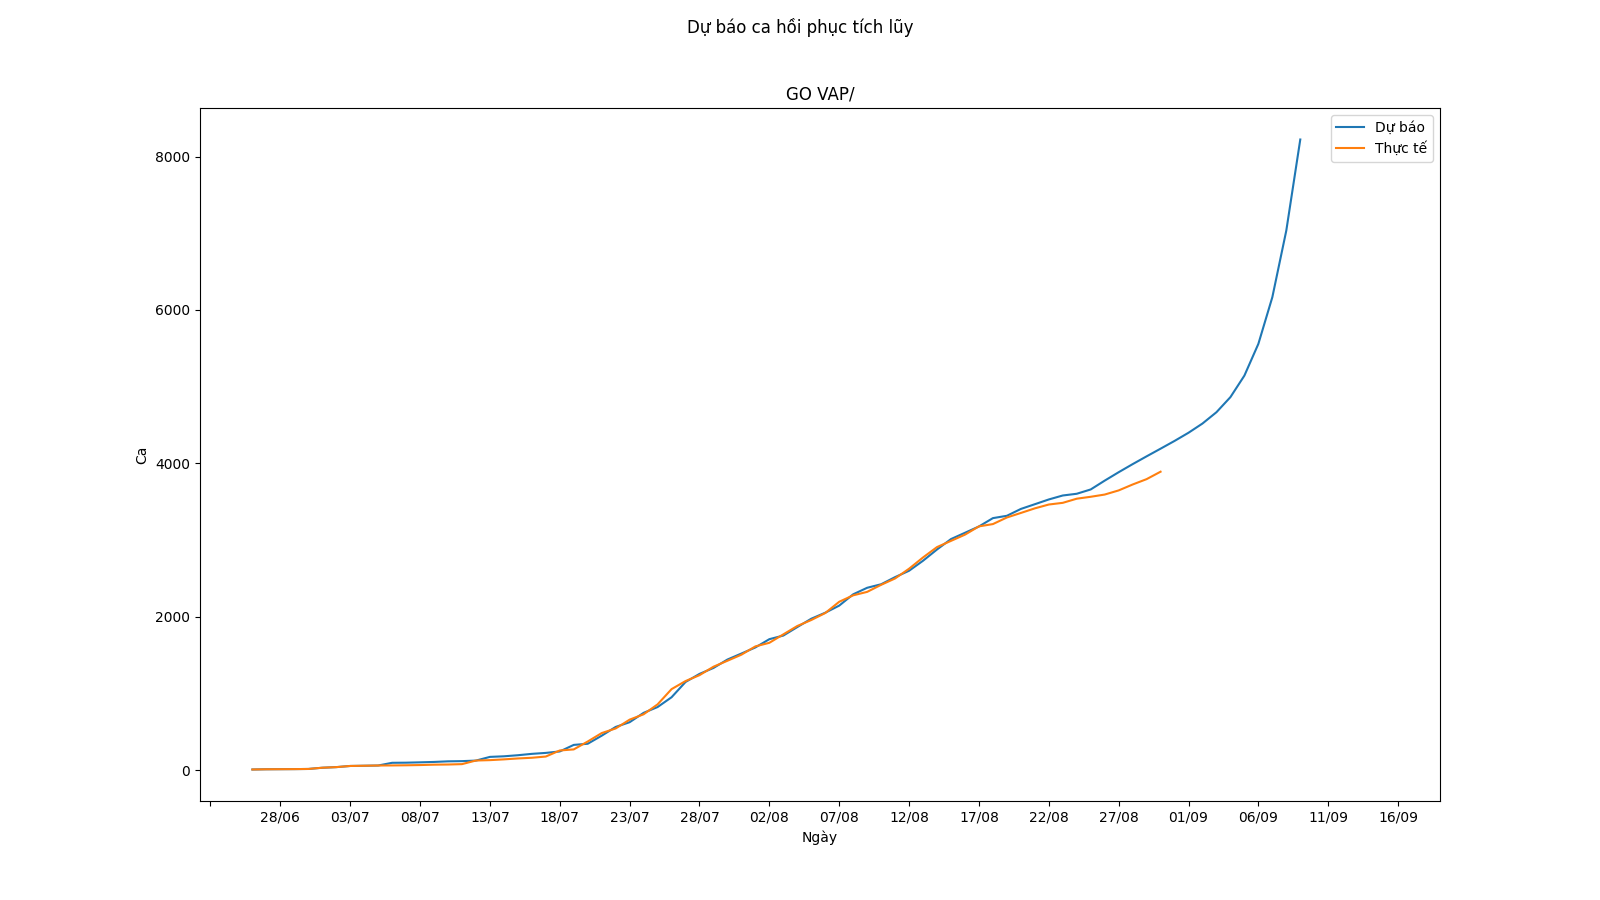 Dự báo ca hồi phục tích lũy
GO VAP/
Dự báo
Thực tế
8000
6000
4000
2000
0
Ca
28/06 03/07 08/07 13/07 18/07 23/07 28/07 02/08 07/08 12/08 17/08 22/08 27/08 01/09 06/09 11/09 16/09
Ngày